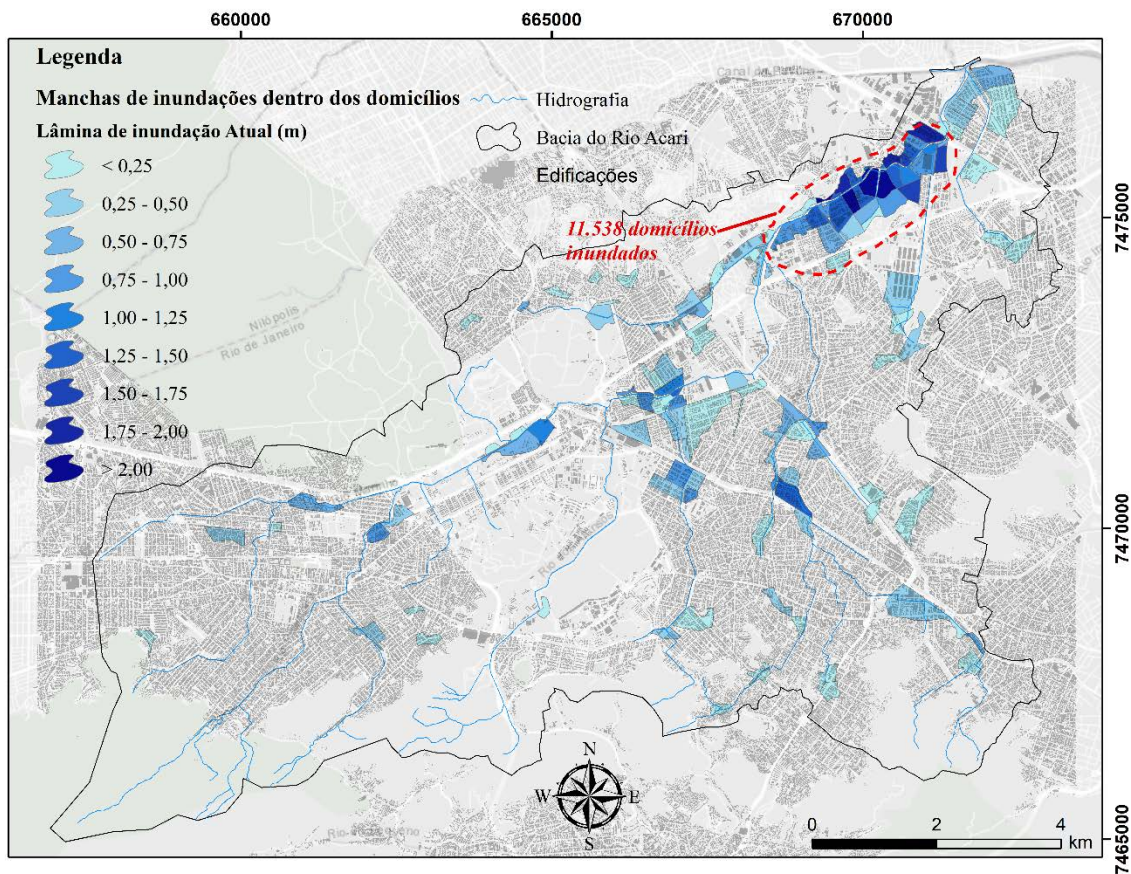 660000
665000
670000
Legenda
Manchas de inundações dentro dos domicílios
Lâmina de inundação Atual (m)
< 0,25
0,25 - 0,50
0,50 - 0,75
0,75 - 1,00
1,00 - 1,25
1,25 - 1,50
1,50 - 1,75
1,75 - 2,00
> 2,00
Hidrografia
Bacia do Rio Acari
Edificações
11.538 domicílios
inundados
Nilópolis
Rio de Janeiro
7475000
7470000
7465000
N
W
E
S
0
2
4
km